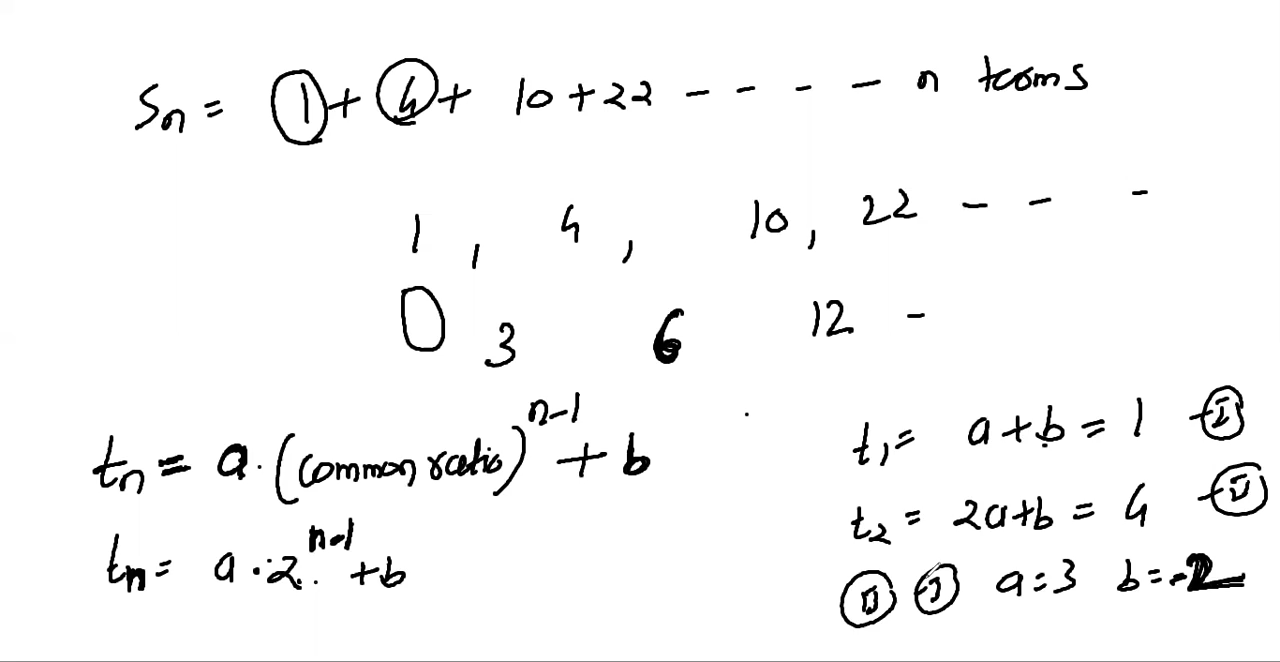 Sn = 1 + 4 + 10 + 22 - - - - n terms
1 , 4 , 10 , 22 - - -
0 3 6 12 -
tn = a. (common ratio)^n-1 + b
t1 = a + b = 1 - I
t2 = 2a + b = 4 - II
tn = a . 2^n-1 + b
II - I a = 3 b = -2